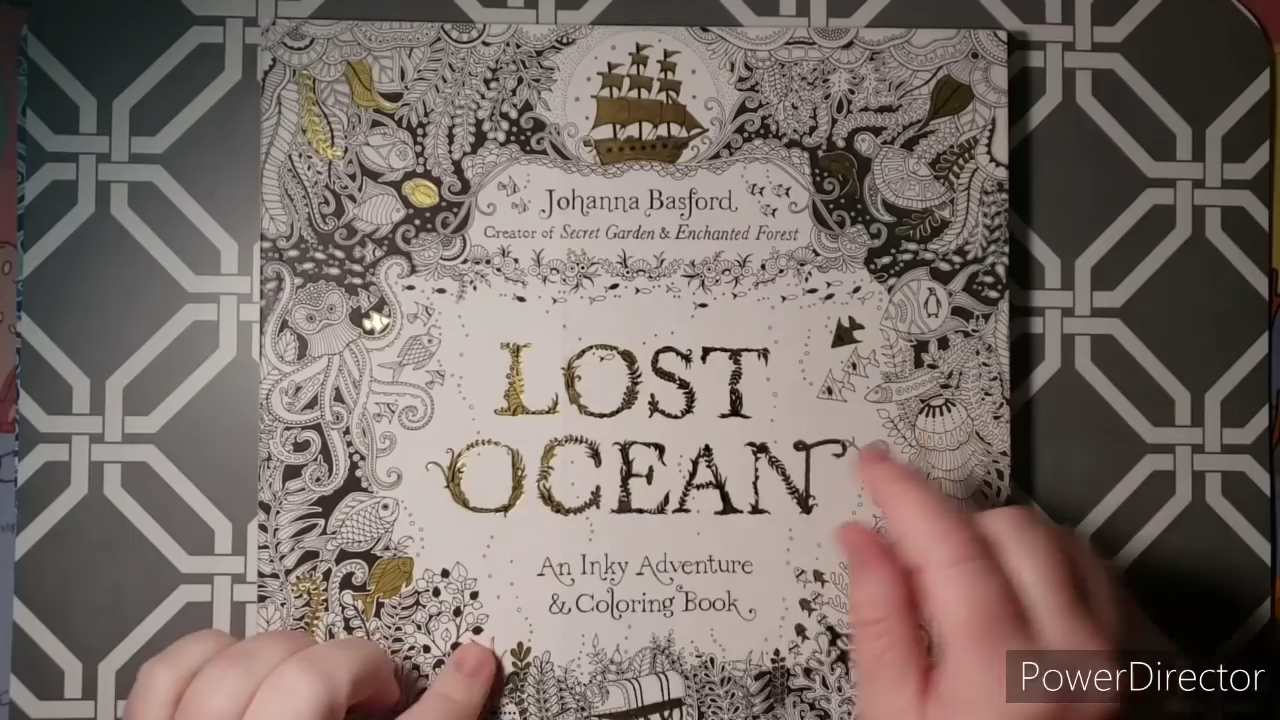 Johanna Basford
Creator of Secret Garden & Enchanted Forest
LOST
OCEAN
An Inky Adventure
& Coloring Book
PowerDirector